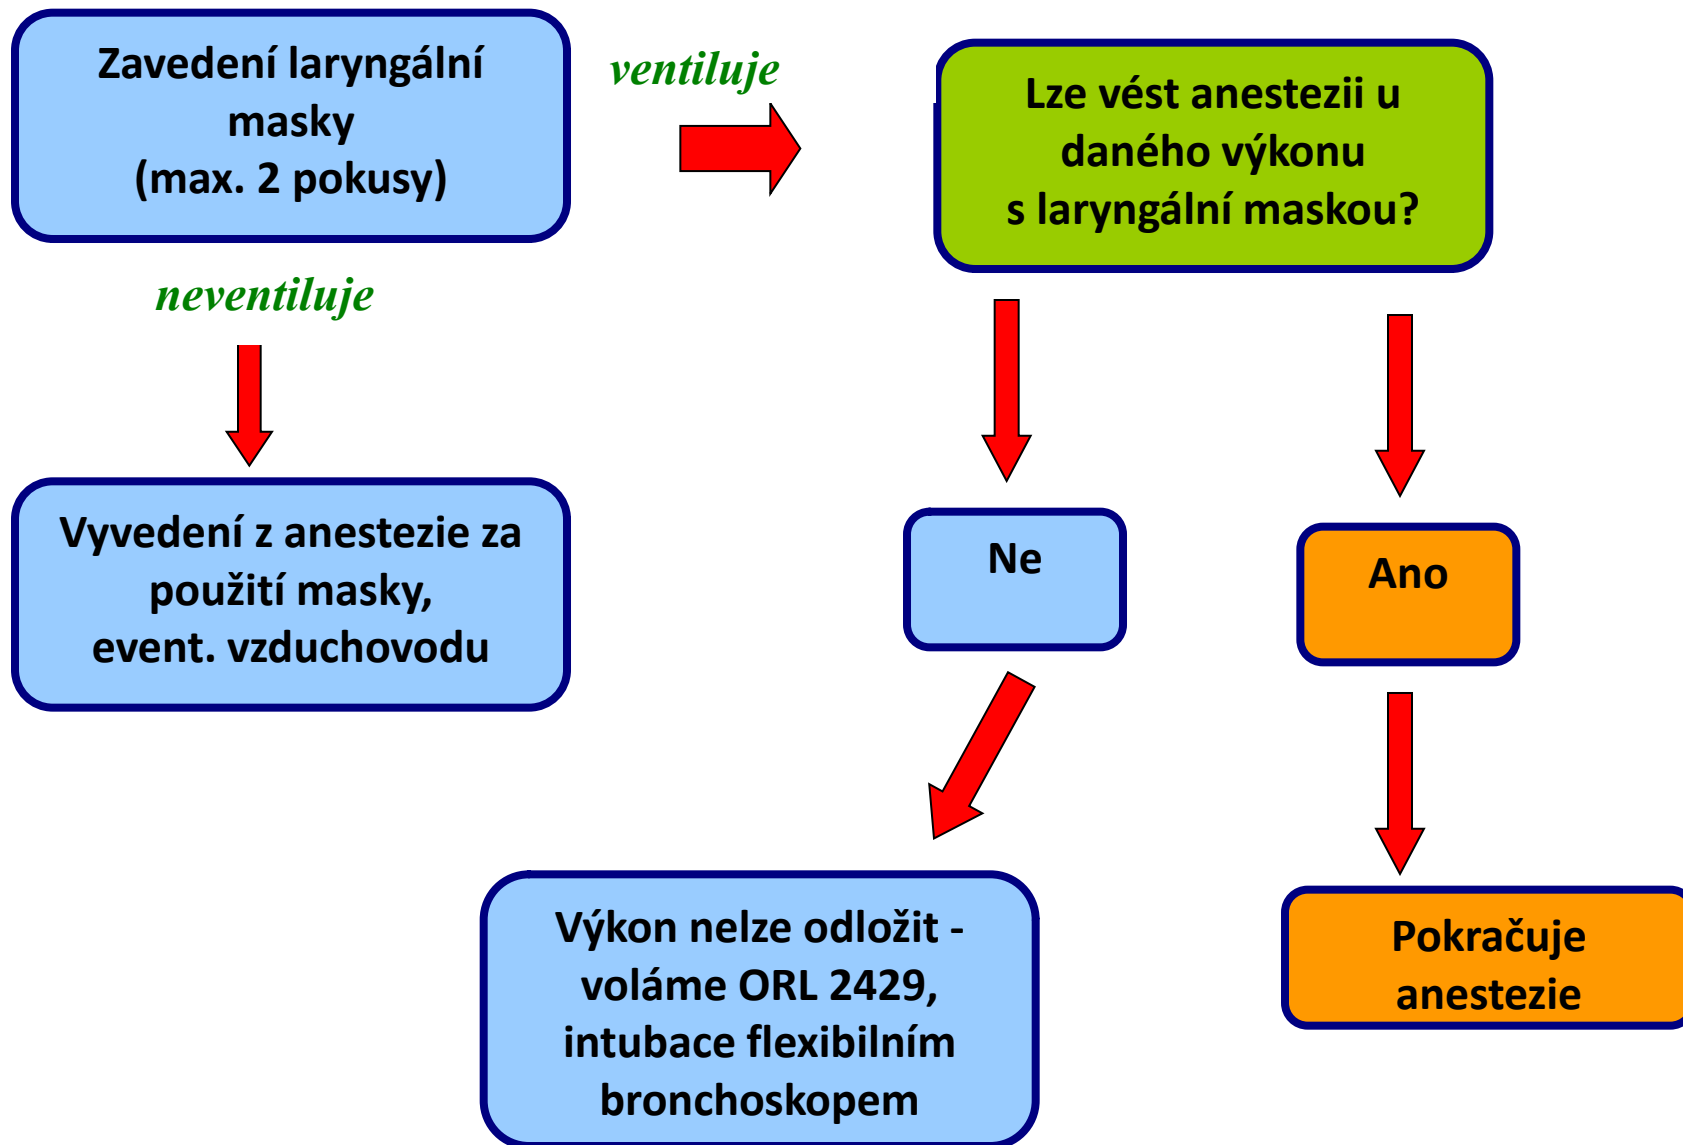 Zavedení laryngální
masky
(max. 2 pokusy)
ventiluje
Lze vést anestezii u
daného výkonu
s laryngální maskou?
neventiluje
Vyvedení z anestezie za
použití masky,
event. vzduchovodu
Ne
Ano
Výkon nelze odložit -
voláme ORL 2429,
intubace flexibilním
bronchoskopem
Pokračuje
anestezie